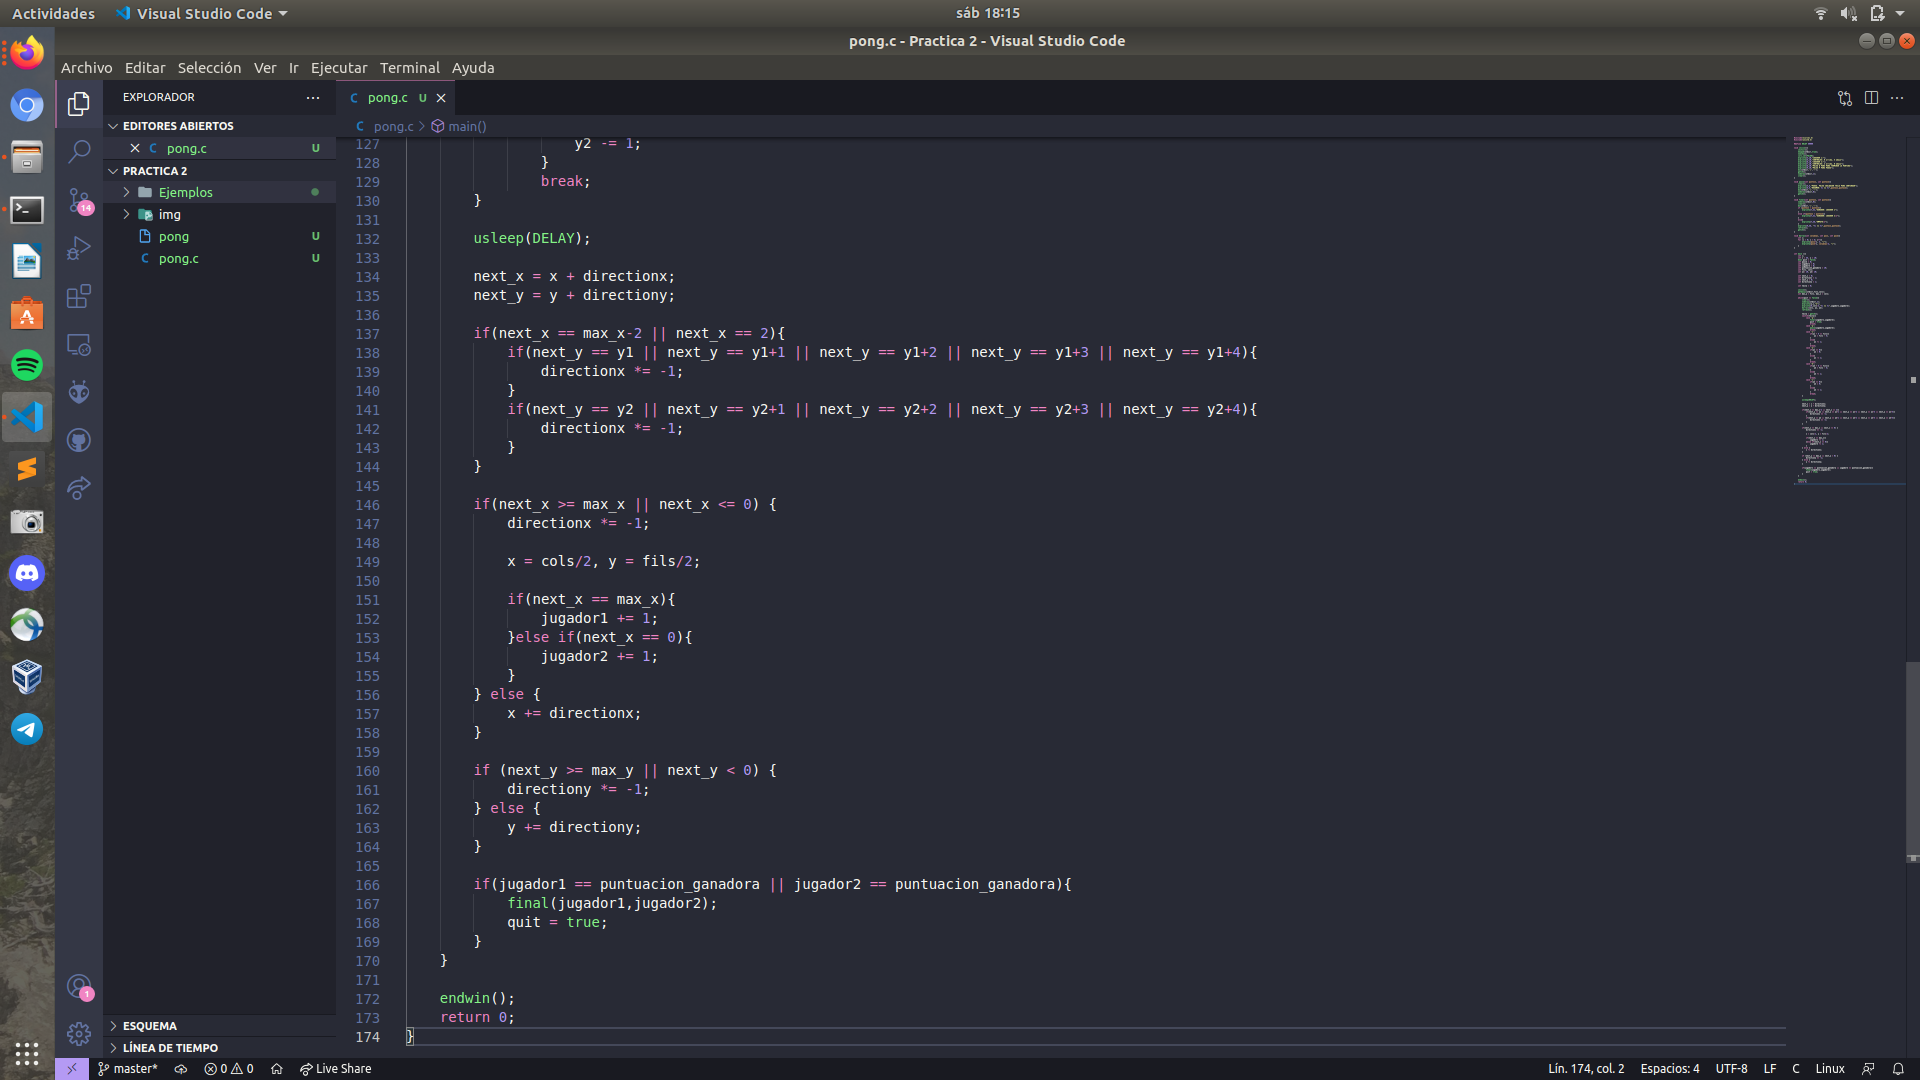 Actividades
Visual Studio Code
sáb 18:15
pong.c - Practica 2 - Visual Studio Code
Archivo Editar Selección Ver Ir Ejecutar Terminal Ayuda
EXPLORADOR
EDITORES ABIERTOS
C pong.c U
PRACTICA 2
Ejemplos
img
pong U
C pong.c U
ESQUEMA
LÍNEA DE TIEMPO
14
1
C pong.c U
C pong.c > main()
127 y2 -= 1;
128 }
129 break;
130 }
131
132 usleep(DELAY);
133
134 next_x = x + directionx;
135 next_y = y + directiony;
136
137 if(next_x == max_x-2 || next_x == 2){
138 if(next_y == y1 || next_y == y1+1 || next_y == y1+2 || next_y == y1+3 || next_y == y1+4){
139 directionx *= -1;
140 }
141 if(next_y == y2 || next_y == y2+1 || next_y == y2+2 || next_y == y2+3 || next_y == y2+4){
142 directionx *= -1;
143 }
144 }
145
146 if(next_x >= max_x || next_x <= 0) {
147 directionx *= -1;
148
149 x = cols/2, y = fils/2;
150
151 if(next_x == max_x){
152 jugador1 += 1;
153 }else if(next_x == 0){
154 jugador2 += 1;
155 }
156 } else {
157 x += directionx;
158 }
159
160 if (next_y >= max_y || next_y < 0) {
161 directiony *= -1;
162 } else {
163 y += directiony;
164 }
165
166 if(jugador1 == puntuacion_ganadora || jugador2 == puntuacion_ganadora){
167 final(jugador1,jugador2);
168 quit = true;
169 }
170 }
171
172 endwin();
173 return 0;
174 }
master* 0 0 Live Share
Lín. 174, col. 2 Espacios: 4 UTF-8 LF C Linux